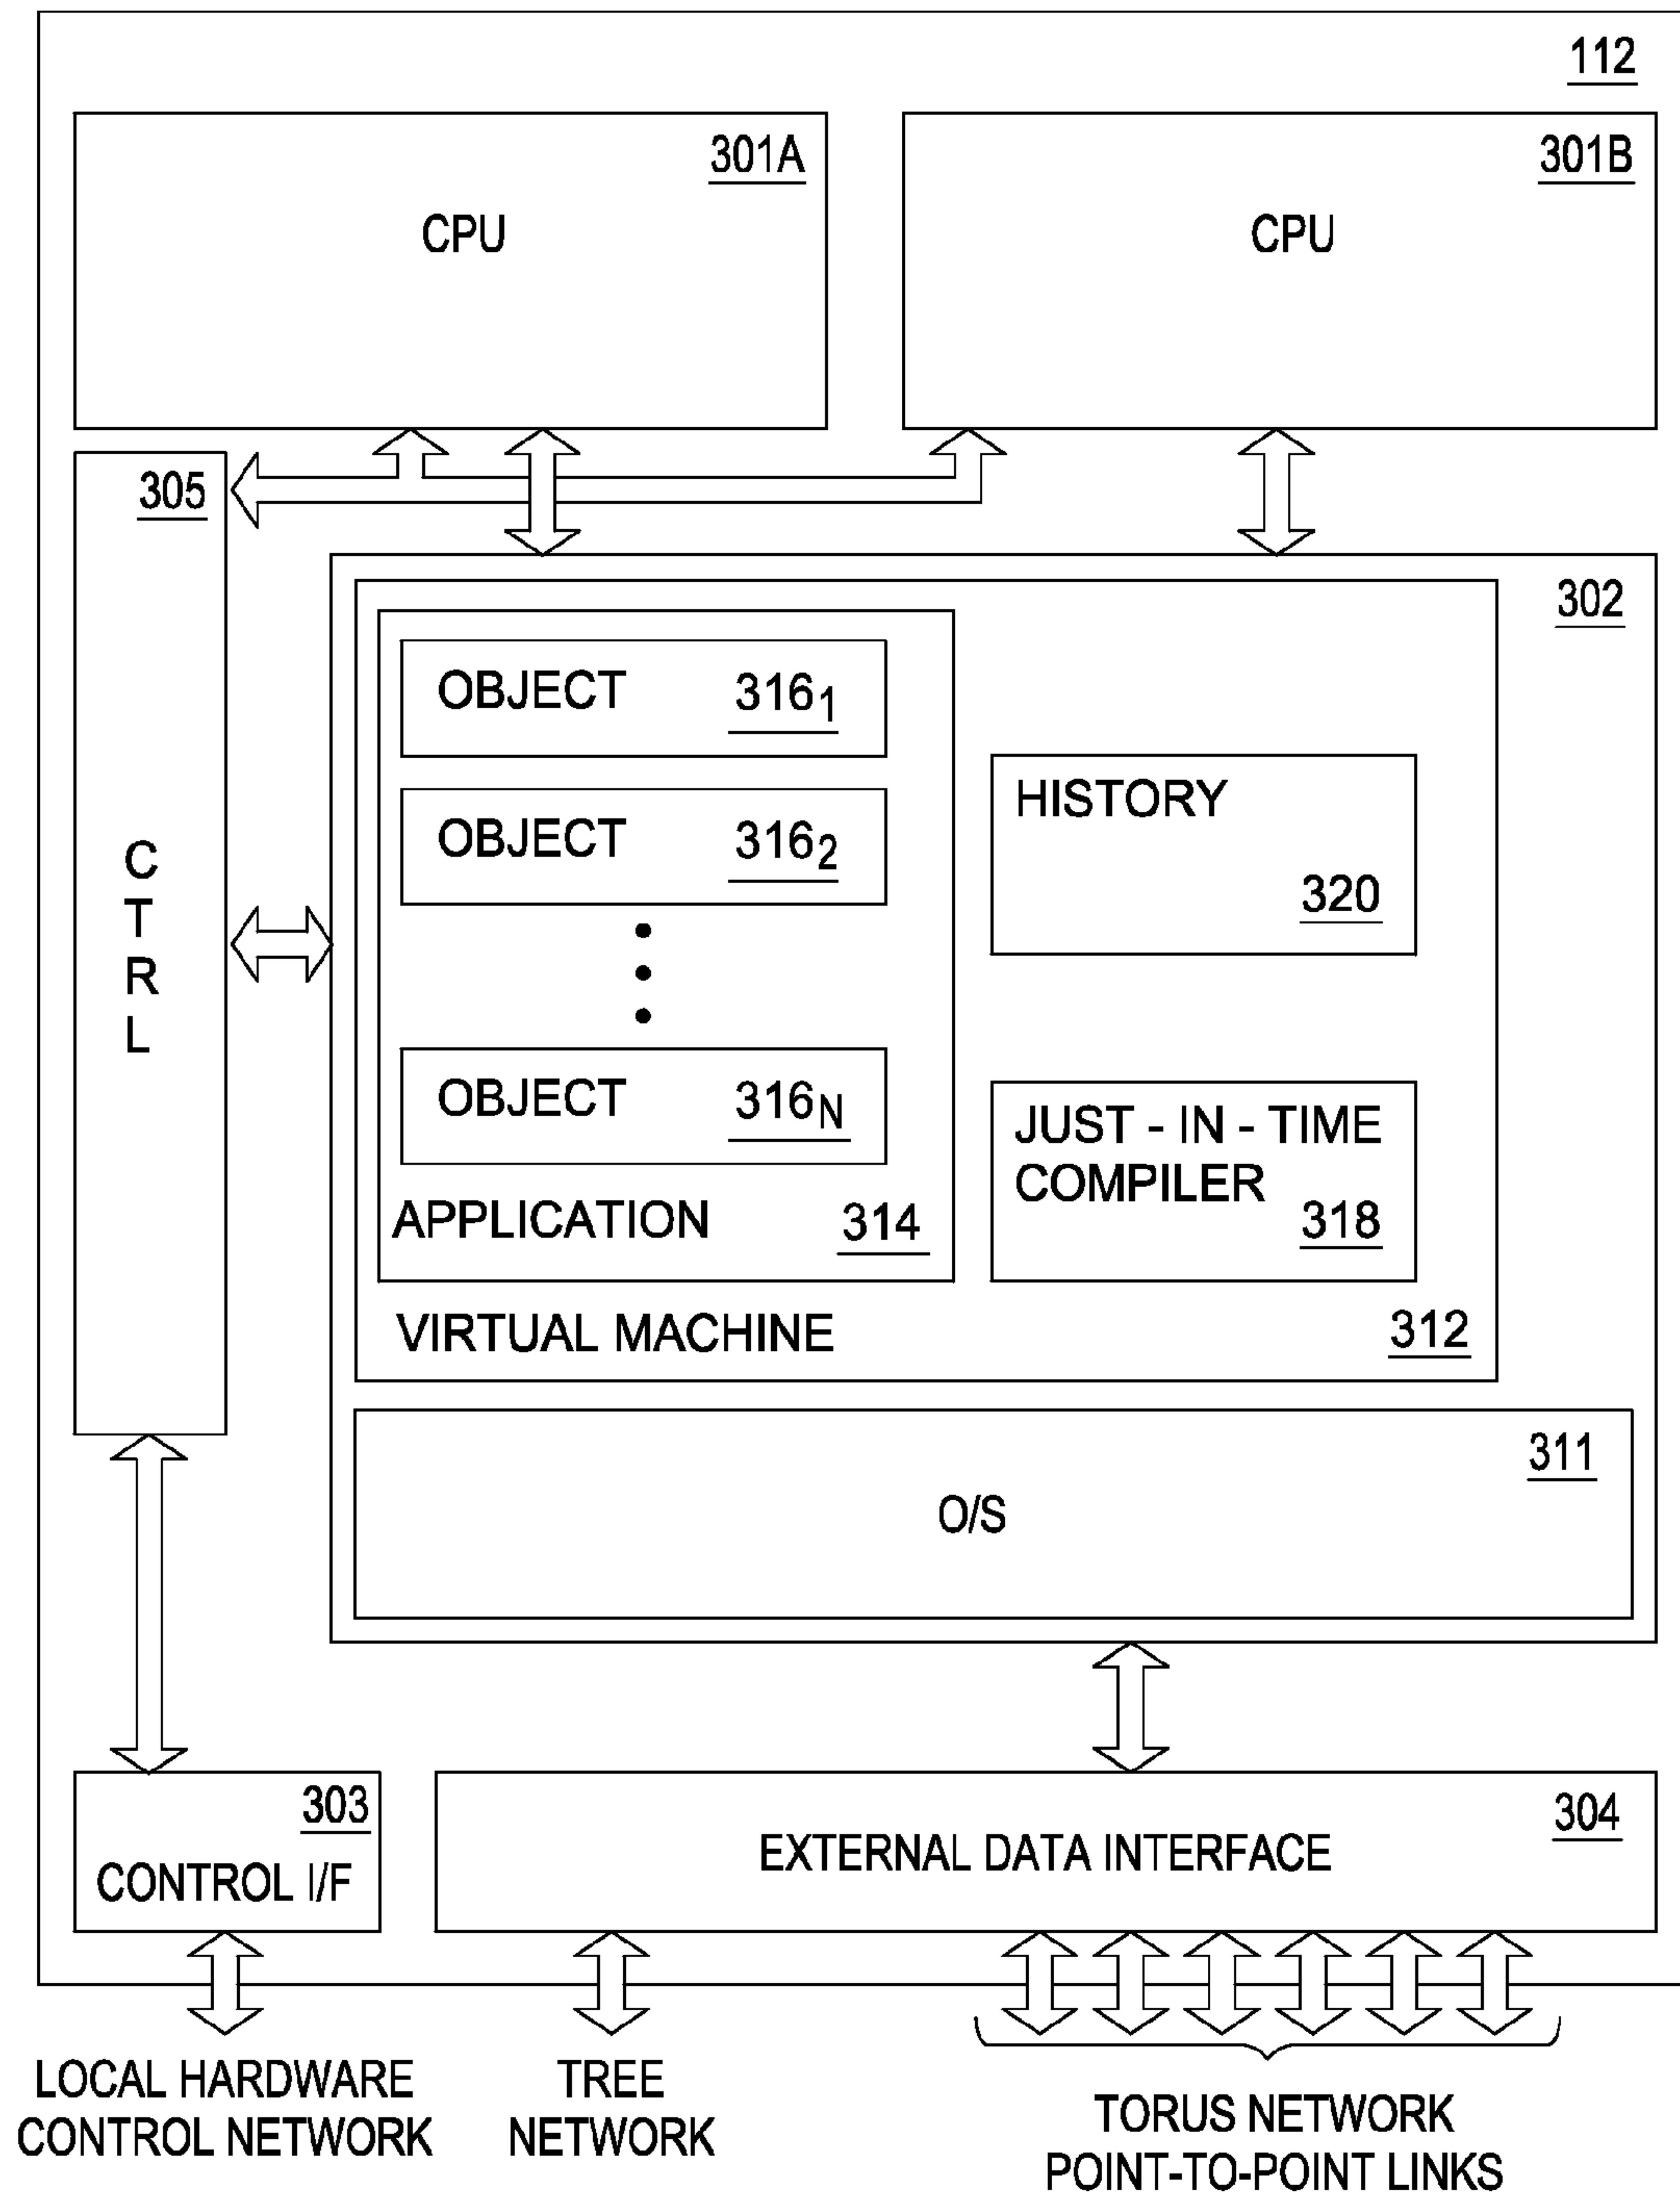 112
301A
CPU
301B
CPU
305
CTRL
302
OBJECT 316₁
OBJECT 316₂
OBJECT 316N
APPLICATION 314
HISTORY
320
JUST - IN - TIME
COMPILER
318
VIRTUAL MACHINE 312
311
O/S
303
CONTROL I/F
304
EXTERNAL DATA INTERFACE
LOCAL HARDWARE
CONTROL NETWORK
TREE
NETWORK
TORUS NETWORK
POINT-TO-POINT LINKS